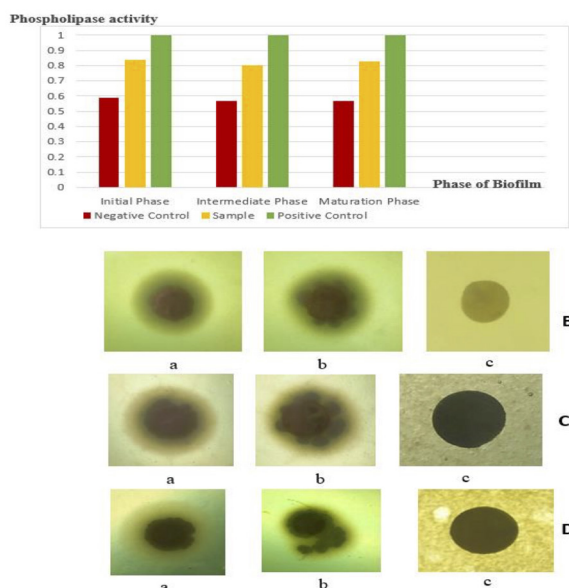 Phospholipase activity
1
0.9
0.8
0.7
0.6
0.5
0.4
0.3
0.2
0.1
0
Initial Phase Intermediate Phase Maturation Phase
Phase of Biofilm
Negative Control Sample Positive Control
a b c
B
a b c
C
a b c
D